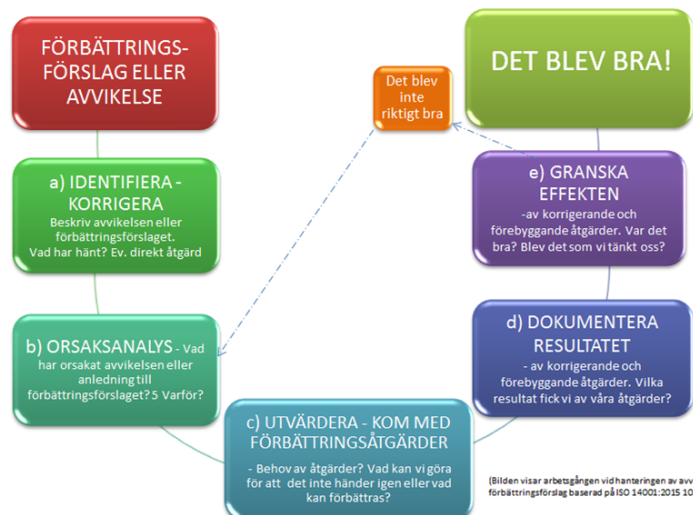 FÖRBÄTTRINGS-
FÖRSLAG ELLER
AVVIKELSE
a) IDENTIFIERA -
KORRIGERA
Beskriv avvikelsen eller
förbättringsförslaget.
Vad har hänt? Ev. direkt åtgärd
b) ORSAKSANALYS - Vad
har orsakat avvikelsen eller
anledning till
förbättringsförslaget? 5 Varför?
c) UTVÄRDERA - KOM MED
FÖRBÄTTRINGSÅTGÄRDER
- Behov av åtgärder? Vad kan vi göra
för att det inte händer igen eller vad
kan förbättras?
d) DOKUMENTERA
RESULTATET
- av korrigerande och
förebyggande åtgärder. Vilka
resultat fick vi av våra åtgärder?
e) GRANSKA
EFFEKTEN
-av korrigerande och
förebyggande åtgärder. Var det
bra? Blev det som vi tänkt oss?
Det blev
inte
riktigt bra
DET BLEV BRA!
(Bilden visar arbetsgången vid hanteringen av
förbättringsförslag baserad på ISO 14001:2015